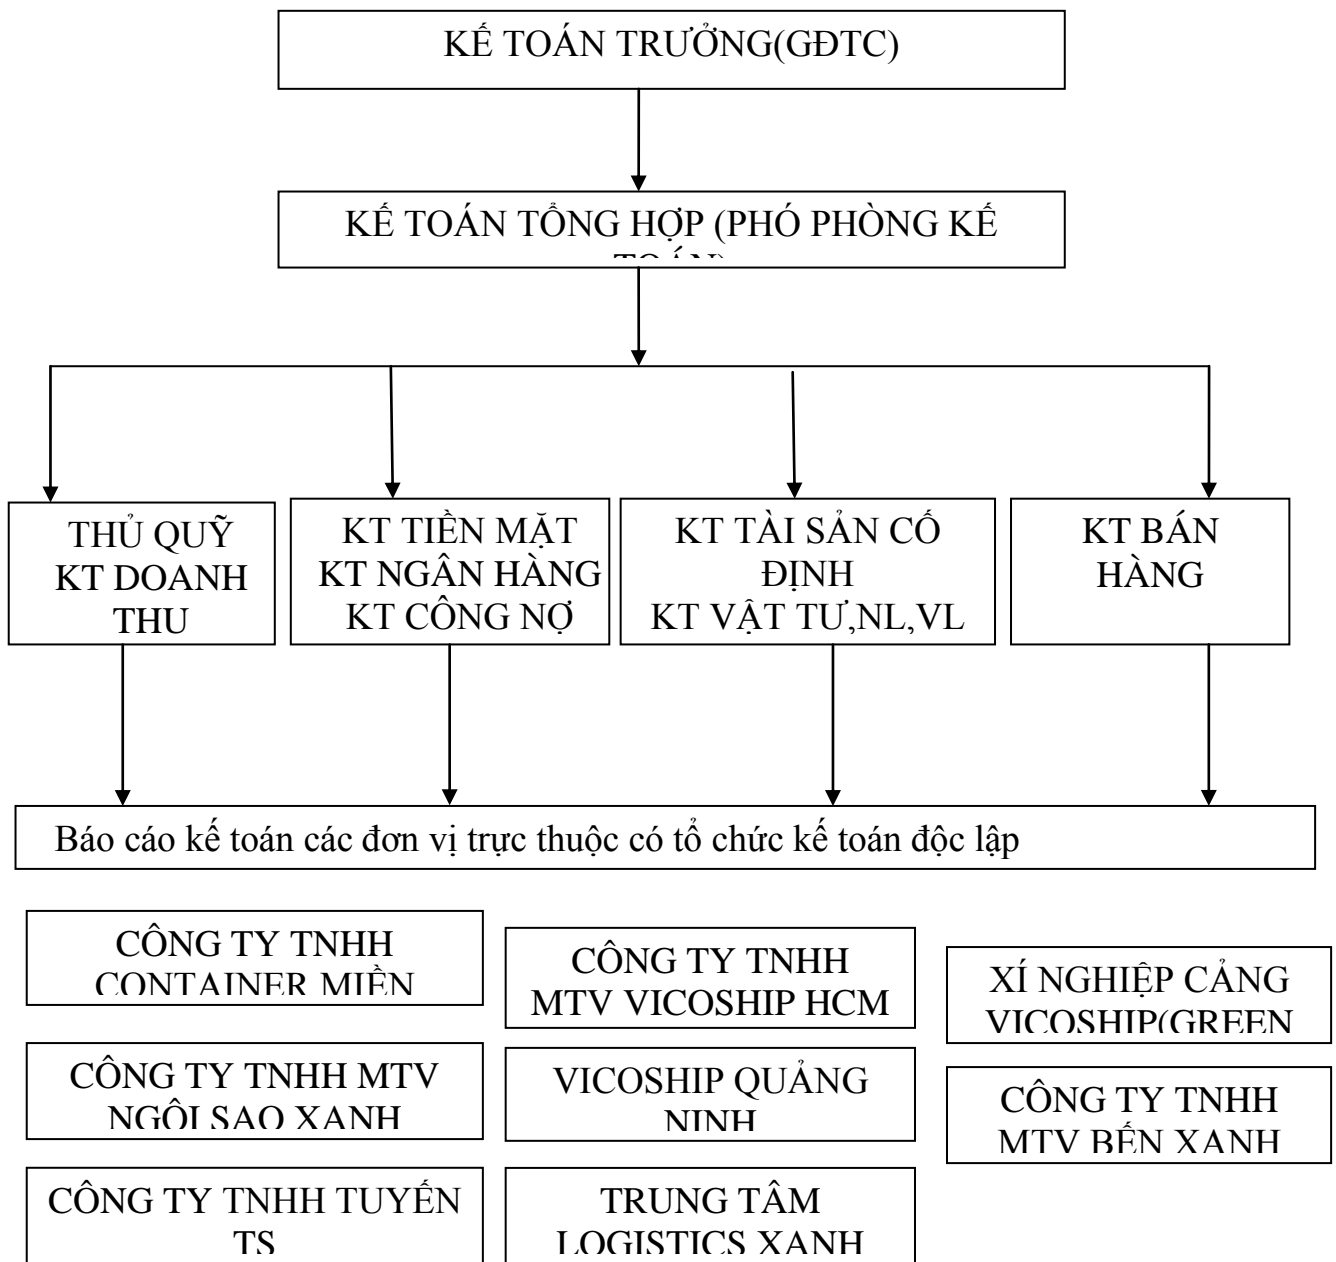 KẾ TOÁN TRƯỞNG(GĐTC)
KẾ TOÁN TỔNG HỢP (PHÓ PHÒNG KẾ
TOÁN)
THỦ QUỸ
KT DOANH
THU
KT TIỀN MẶT
KT NGÂN HÀNG
KT CÔNG NỢ
KT TÀI SẢN CỐ
ĐỊNH
KT VẬT TƯ,NL,VL
KT BÁN
HÀNG
Báo cáo kế toán các đơn vị trực thuộc có tổ chức kế toán độc lập
CÔNG TY TNHH
CONTAINER MIỀN
CÔNG TY TNHH
MTV VICOSHIP HCM
XÍ NGHIỆP CẢNG
VICOSHIP(GREEN
CÔNG TY TNHH MTV
NGÔI SAO XANH
VICOSHIP QUẢNG
NINH
CÔNG TY TNHH
MTV BẾN XANH
CÔNG TY TNHH TUYẾN
TS
TRUNG TÂM
LOGISTICS XANH